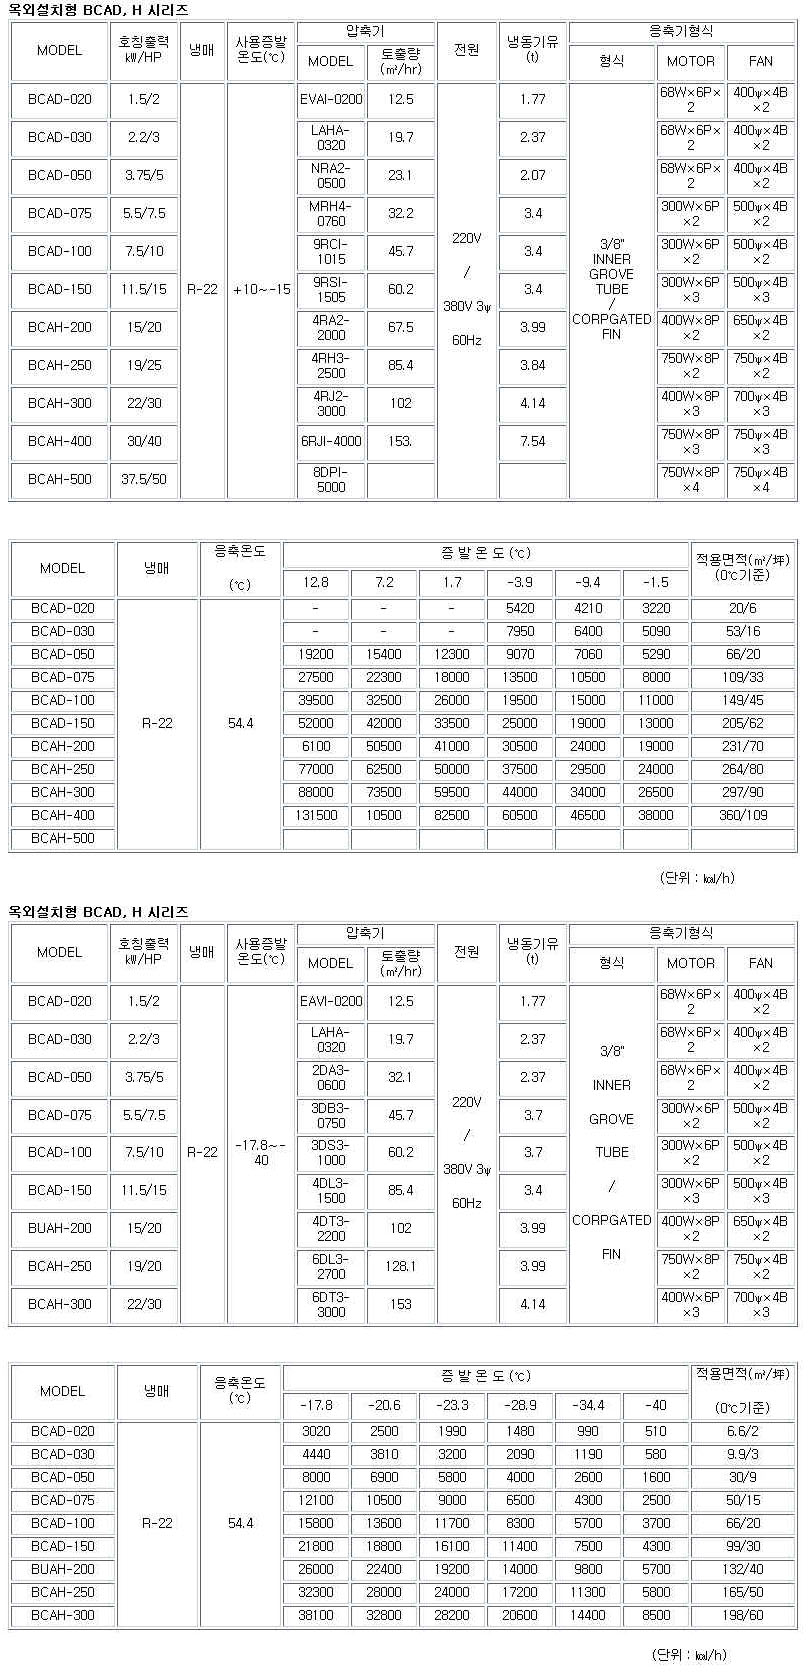 옥외설치형 BCAD, H 시리즈
MODEL 호칭출력 ㎾/HP 냉매 사용증발 온도(℃) 압축기 전원 냉동기유 (ℓ) 응축기형식
MODEL 토출량 (㎥/hr) 형식 MOTOR FAN
BCAD-020 1.5/2 R-22 +10~-15 EVAI-0200 12.5 220V / 380V 3ψ 60Hz 1.77 3/8" INNER GROVE TUBE / CORPGATED FIN 68W×6P×2 400ψ×4B×2
BCAD-030 2.2/3 LAHA-0320 19.7 2.37 68W×6P×2 400ψ×4B×2
BCAD-050 3.75/5 NRA2-0500 23.1 2.07 68W×6P×2 400ψ×4B×2
BCAD-075 5.5/7.5 MRH4-0760 32.2 3.4 300W×6P×2 500ψ×4B×2
BCAD-100 7.5/10 9RCI-1015 45.7 3.4 300W×6P×2 500ψ×4B×2
BCAD-150 11.5/15 9RSI-1505 60.2 3.4 300W×6P×3 500ψ×4B×3
BCAH-200 15/20 4RA2-2000 67.5 3.99 400W×8P×2 650ψ×4B×2
BCAH-250 19/25 4RH3-2500 85.4 3.84 750W×8P×2 750ψ×4B×2
BCAH-300 22/30 4RJ2-3000 102 4.14 400W×8P×3 700ψ×4B×3
BCAH-400 30/40 6RJI-4000 153. 7.54 750W×8P×3 750ψ×4B×3
BCAH-500 37.5/50 8DPI-5000 750W×8P×4 750ψ×4B×4
MODEL 냉매 응축온도 (℃) 증 발 온 도 (℃) 적용면적(㎡/坪) (0℃기준)
12.8 7.2 1.7 -3.9 -9.4 -1.5
BCAD-020 R-22 54.4 - - - 5420 4210 3220 20/6
BCAD-030 - - - 7950 6400 5090 53/16
BCAD-050 19200 15400 12300 9070 7060 5290 66/20
BCAD-075 27500 22300 18000 13500 10500 8000 109/33
BCAD-100 39500 32500 26000 19500 15000 11000 149/45
BCAD-150 52000 42000 33500 25000 19000 13000 205/62
BCAH-200 6100 50500 41000 30500 24000 19000 231/70
BCAH-250 77000 62500 50000 37500 29500 24000 264/80
BCAH-300 88000 73500 59500 44000 34000 26500 297/90
BCAH-400 131500 10500 82500 60500 46500 38000 360/109
BCAH-500
(단위 : ㎉/h)
옥외설치형 BCAD, H 시리즈
MODEL 호칭출력 ㎾/HP 냉매 사용증발 온도(℃) 압축기 전원 냉동기유 (ℓ) 응축기형식
MODEL 토출량 (㎥/hr) 형식 MOTOR FAN
BCAD-020 1.5/2 R-22 -17.8~-40 EAVI-0200 12.5 220V / 380V 3ψ 60Hz 1.77 3/8" INNER GROVE TUBE / CORPGATED FIN 68W×6P×2 400ψ×4B×2
BCAD-030 2.2/3 LAHA-0320 19.7 2.37 68W×6P×2 400ψ×4B×2
BCAD-050 3.75/5 2DA3-0600 32.1 2.37 68W×6P×2 400ψ×4B×2
BCAD-075 5.5/7.5 3DB3-0750 45.7 3.7 300W×6P×2 500ψ×4B×2
BCAD-100 7.5/10 3DS3-1000 60.2 3.7 300W×6P×2 500ψ×4B×2
BCAD-150 11.5/15 4DL3-1500 85.4 3.4 300W×6P×3 500ψ×4B×3
BUAH-200 15/20 4DT3-2200 102 3.99 400W×8P×2 650ψ×4B×2
BCAH-250 19/20 6DL3-2700 128.1 3.99 750W×8P×2 750ψ×4B×2
BCAH-300 22/30 6DT3-3000 153 4.14 400W×6P×3 700ψ×4B×3
MODEL 냉매 응축온도 (℃) 증 발 온 도 (℃) 적용면적(㎡/坪) (0℃기준)
-17.8 -20.6 -23.3 -28.9 -34.4 -40
BCAD-020 R-22 54.4 3020 2500 1990 1480 990 510 6.6/2
BCAD-030 4440 3810 3200 2090 1190 580 9.9/3
BCAD-050 8000 6900 5800 4000 2600 1600 30/9
BCAD-075 12100 10500 9000 6500 4300 2500 50/15
BCAD-100 15800 13600 11700 8300 5700 3700 66/20
BCAD-150 21800 18800 16100 11400 7500 4300 99/30
BUAH-200 26000 22400 19200 14000 9800 5700 132/40
BCAH-250 32300 28000 24000 17200 11300 5800 165/50
BCAH-300 38100 32800 28200 20600 14400 8500 198/60
(단위 : ㎉/h)